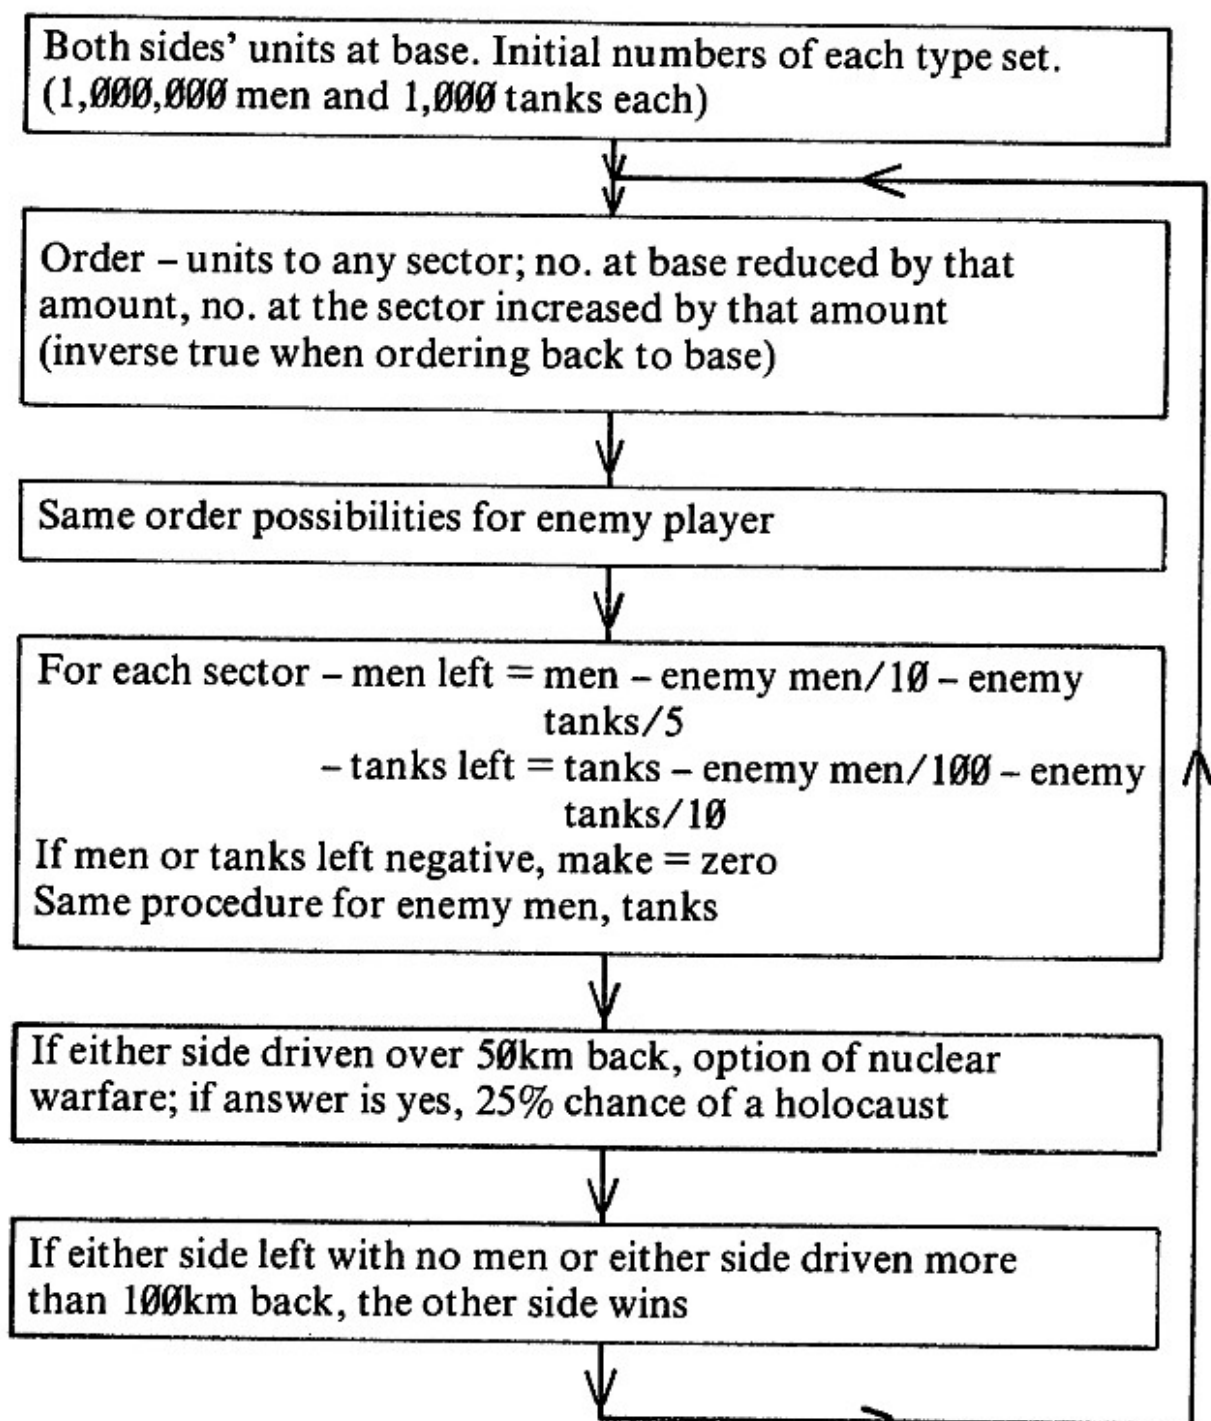 Both sides’ units at base. Initial numbers of each type set.
(1,ØØØ,ØØØ men and 1,ØØØ tanks each)
Order – units to any sector; no. at base reduced by that
amount, no. at the sector increased by that amount
(inverse true when ordering back to base)
Same order possibilities for enemy player
For each sector – men left = men – enemy men/1Ø – enemy
tanks/5
– tanks left = tanks – enemy men/1ØØ – enemy
tanks/1Ø
If men or tanks left negative, make = zero
Same procedure for enemy men, tanks
If either side driven over 5Økm back, option of nuclear
warfare; if answer is yes, 25% chance of a holocaust
If either side left with no men or either side driven more
than 1ØØkm back, the other side wins